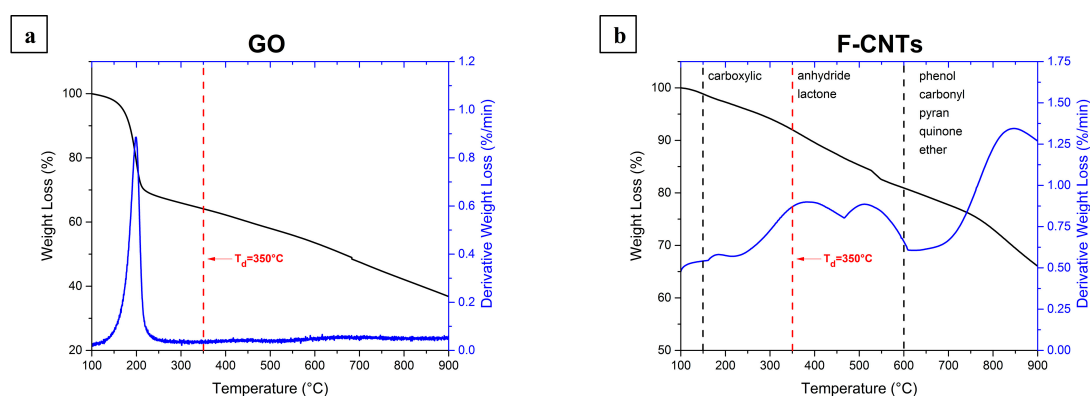 a
GO
Weight Loss (%)
100
80
60
40
20
1.2
1.0
0.8
0.6
0.4
0.2
0.0
Derivative Weight Loss (%/min)
Td=350°C
100 200 300 400 500 600 700 800 900
Temperature (°C)
b
F-CNTs
Weight Loss (%)
100
90
80
70
60
50
carboxylic
anhydride
lactone
phenol
carbonyl
pyran
quinone
ether
1.75
1.50
1.25
1.00
0.75
0.50
0.25
0.00
Derivative Weight Loss (%/min)
Td=350°C
100 200 300 400 500 600 700 800 900
Temperature (°C)